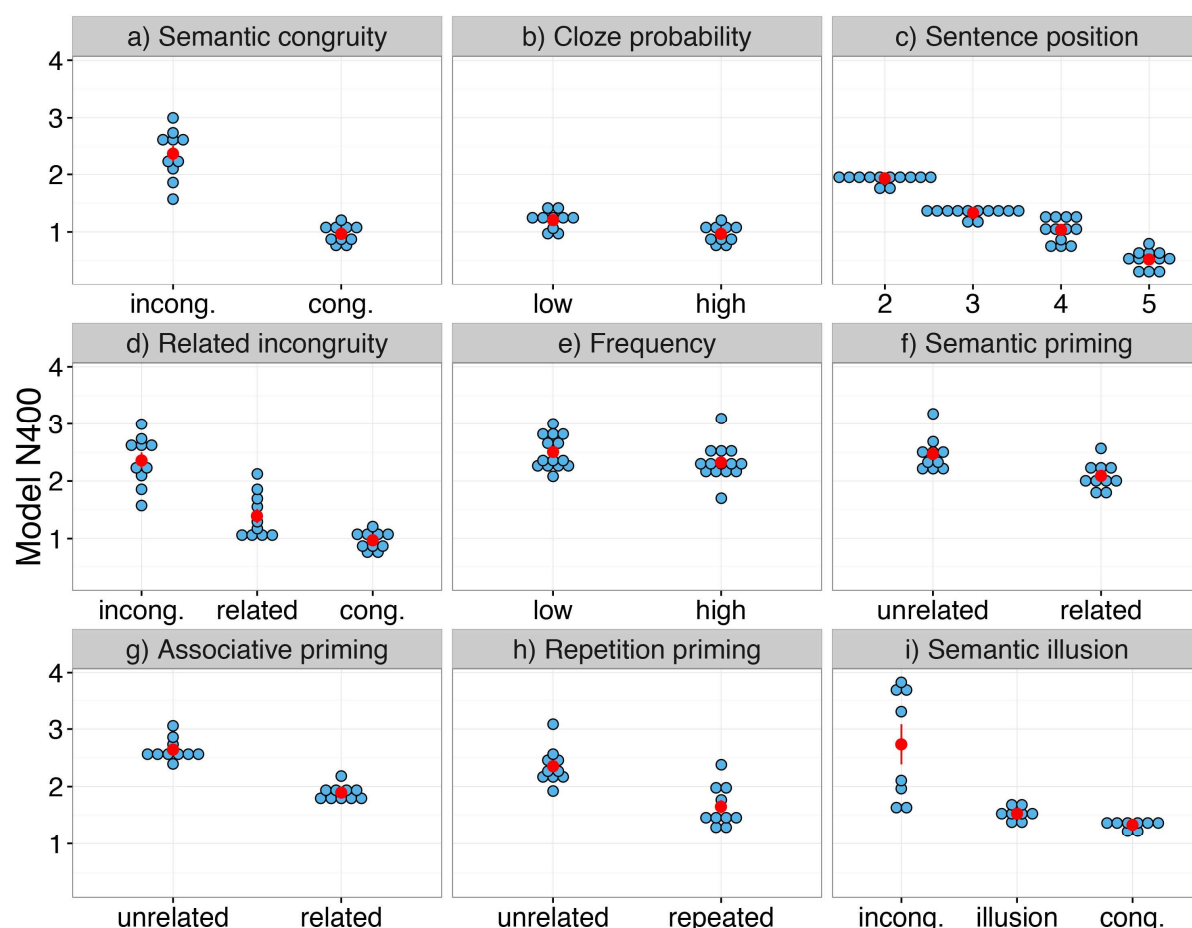 a) Semantic congruity
b) Cloze probability
c) Sentence position
4
3
2
1
incong. cong.
low high
2 3 4 5
d) Related incongruity
e) Frequency
f) Semantic priming
Model N400
4
3
2
1
incong. related cong.
low high
unrelated related
g) Associative priming
h) Repetition priming
i) Semantic illusion
4
3
2
1
unrelated related
unrelated repeated
incong. illusion cong.